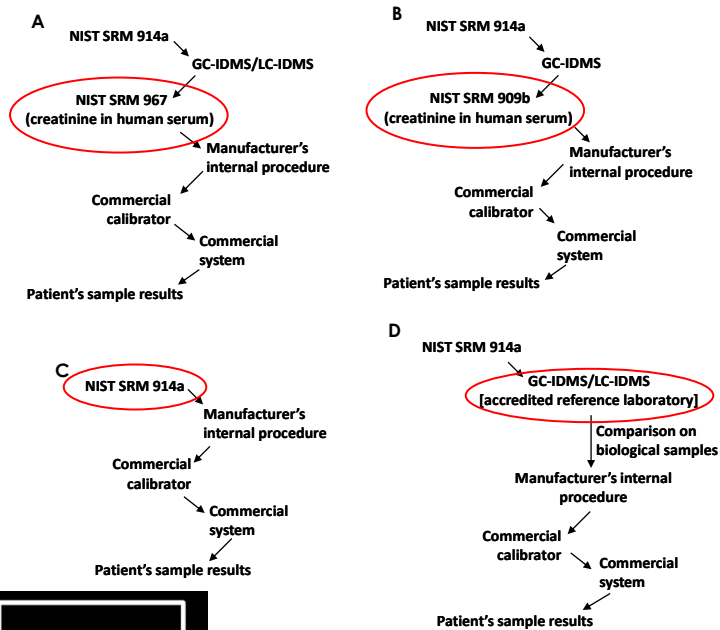 A
NIST SRM 914a
GC-IDMS/LC-IDMS
NIST SRM 967
(creatinine in human serum)
Manufacturer's
internal procedure
Commercial
calibrator
Commercial
system
Patient's sample results
B
NIST SRM 914a
GC-IDMS
NIST SRM 909b
(creatinine in human serum)
Manufacturer's
internal procedure
Commercial
calibrator
Commercial
system
Patient's sample results
C
NIST SRM 914a
Manufacturer's
internal procedure
Commercial
calibrator
Commercial
system
Patient's sample results
D
NIST SRM 914a
GC-IDMS/LC-IDMS
[accredited reference laboratory]
Comparison on
biological samples
Manufacturer's internal
procedure
Commercial
calibrator
Commercial
system
Patient's sample results